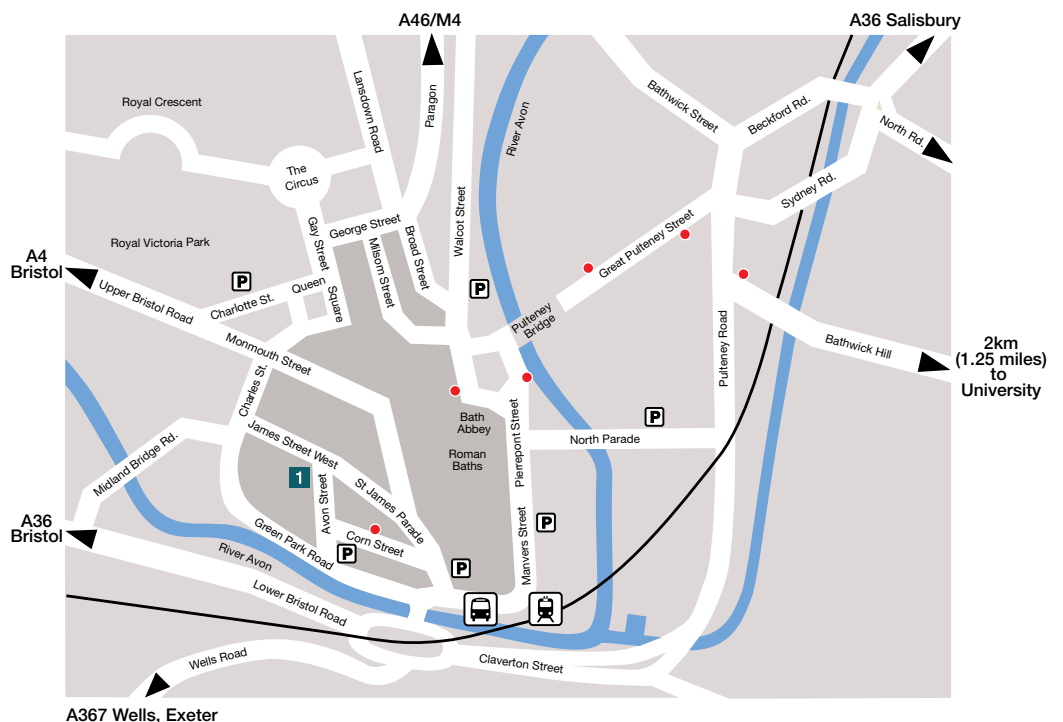 A46/M4
A36 Salisbury
Lansdown Road
Paragon
River Avon
Bathwick Street
Beckford Rd.
North Rd.
Royal Crescent
The
Circus
Sydney Rd.
Walcot Street
Gay Street
George Street
Milsom Street
Broad Street
Great Pulteney Street
Royal Victoria Park
A4
Bristol
P
Queen
Square
Charlotte St.
P
Upper Bristol Road
Pulteney
Bridge
Pulteney Road
Bathwick Hill
2km
(1.25 miles)
to
University
Monmouth Street
Charles St.
Bath
Abbey
Roman
Baths
Pierrepont Street
P
North Parade
James Street West
Midland Bridge Rd.
1
Avon Street
St James Parade
A36
Bristol
Corn Street
P
P
P
Manvers Street
Green Park Road
River Avon
Lower Bristol Road
Wells Road
Claverton Street
A367 Wells, Exeter